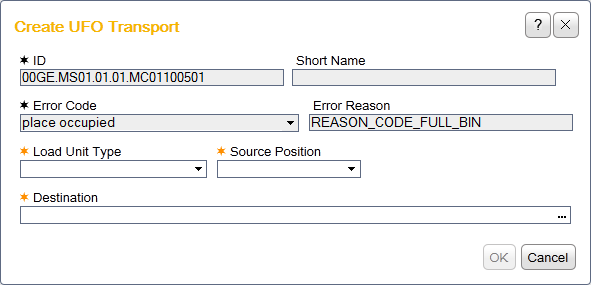 Create UFO Transport
?
ID
Short Name
00GE.MS01.01.01.MC01100501
Error Code
Error Reason
place occupied
REASON_CODE_FULL_BIN
Load Unit Type
Source Position
Destination
...
OK
Cancel